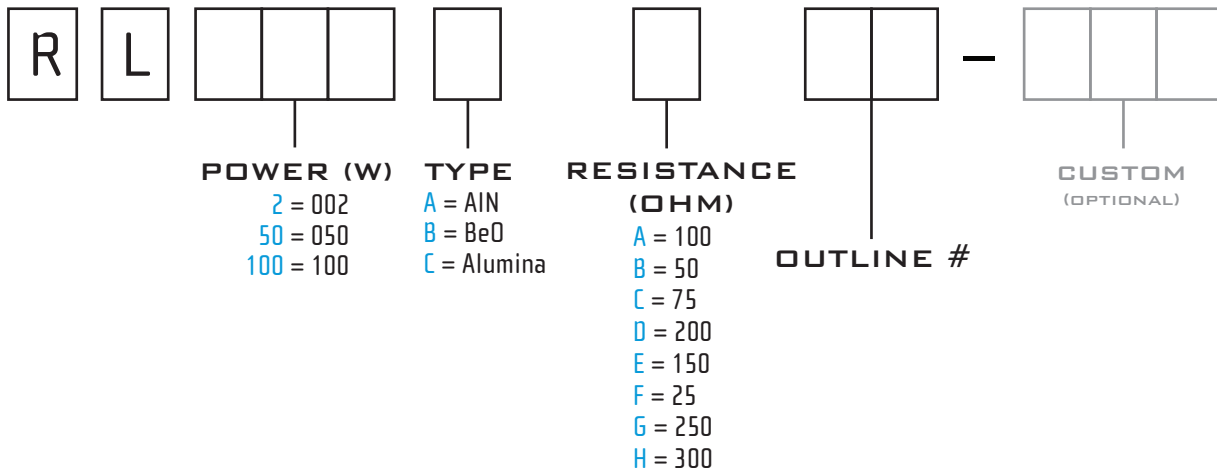 R L –
POWER (W)
2 = 002
50 = 050
100 = 100
TYPE
A = AlN
B = BeO
C = Alumina
RESISTANCE
(OHM)
A = 100
B = 50
C = 75
D = 200
E = 150
F = 25
G = 250
H = 300
OUTLINE #
CUSTOM
(OPTIONAL)